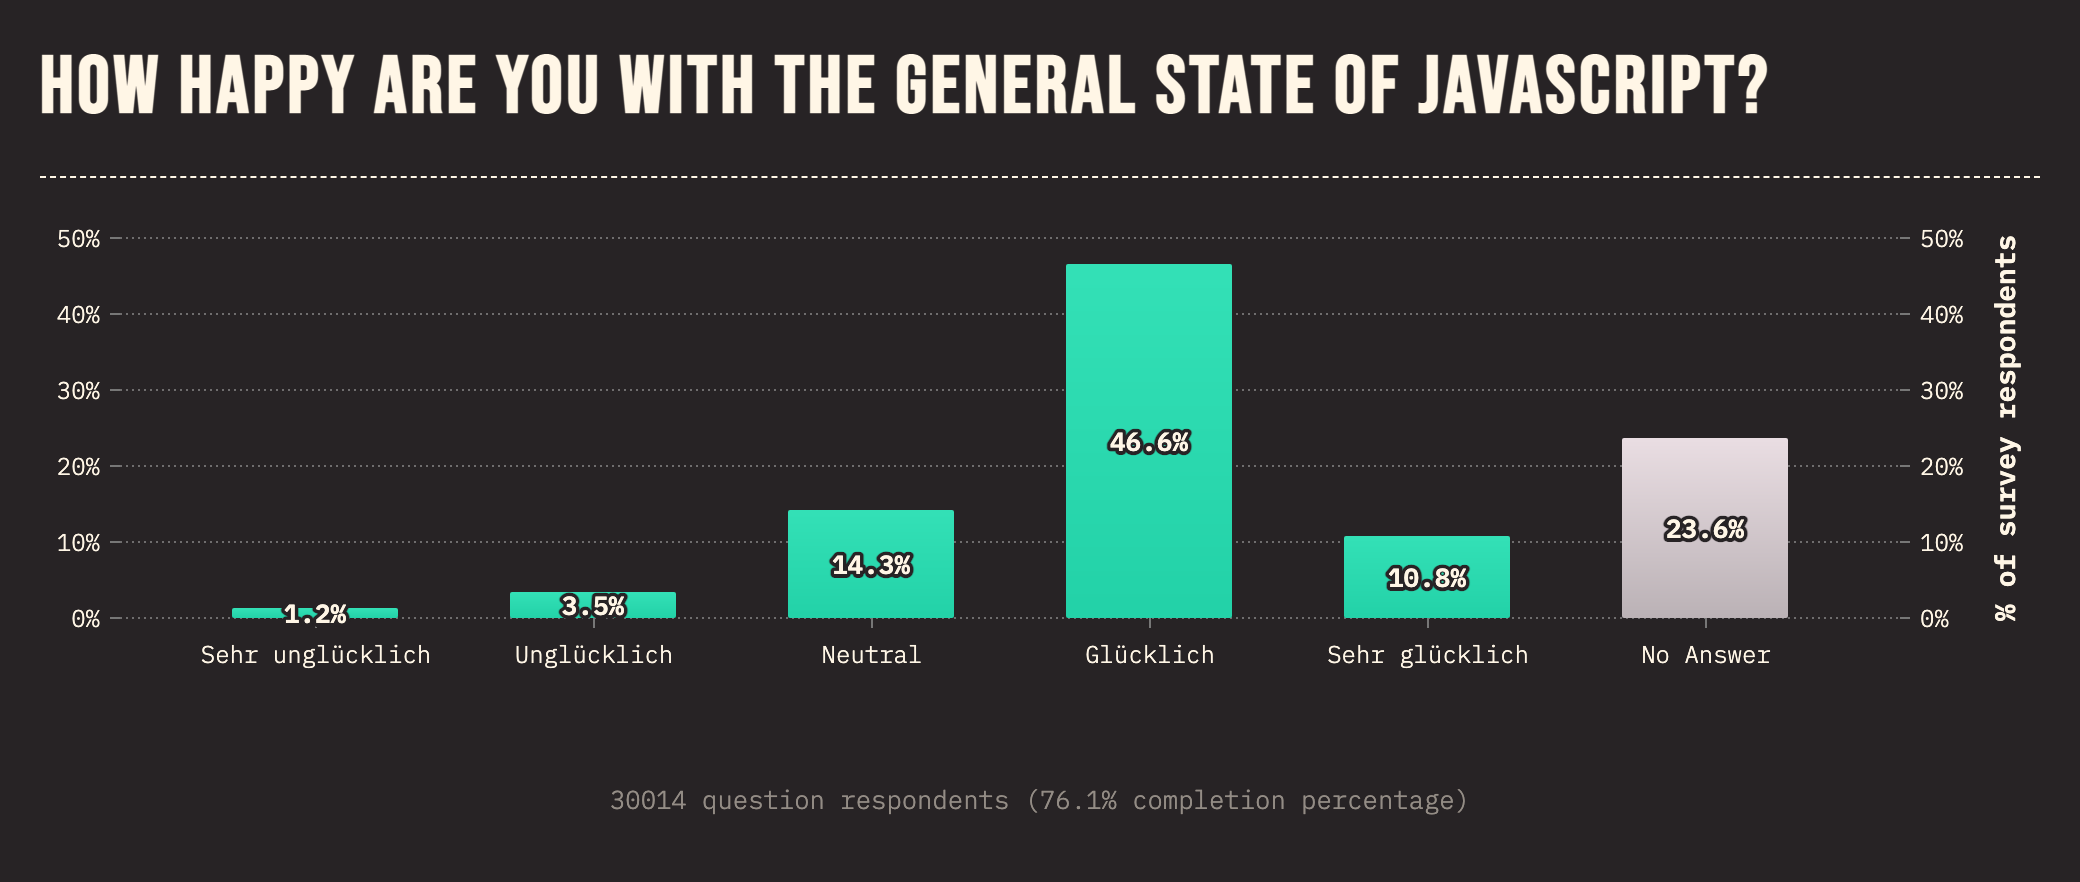 HOW HAPPY ARE YOU WITH THE GENERAL STATE OF JAVASCRIPT?
50%
40%
30%
20%
10%
0%
1.2%
3.5%
14.3%
46.6%
10.8%
23.6%
50%
40%
30%
20%
10%
0%
% of survey respondents
Sehr unglücklich
Unglücklich
Neutral
Glücklich
Sehr glücklich
No Answer
30014 question respondents (76.1% completion percentage)